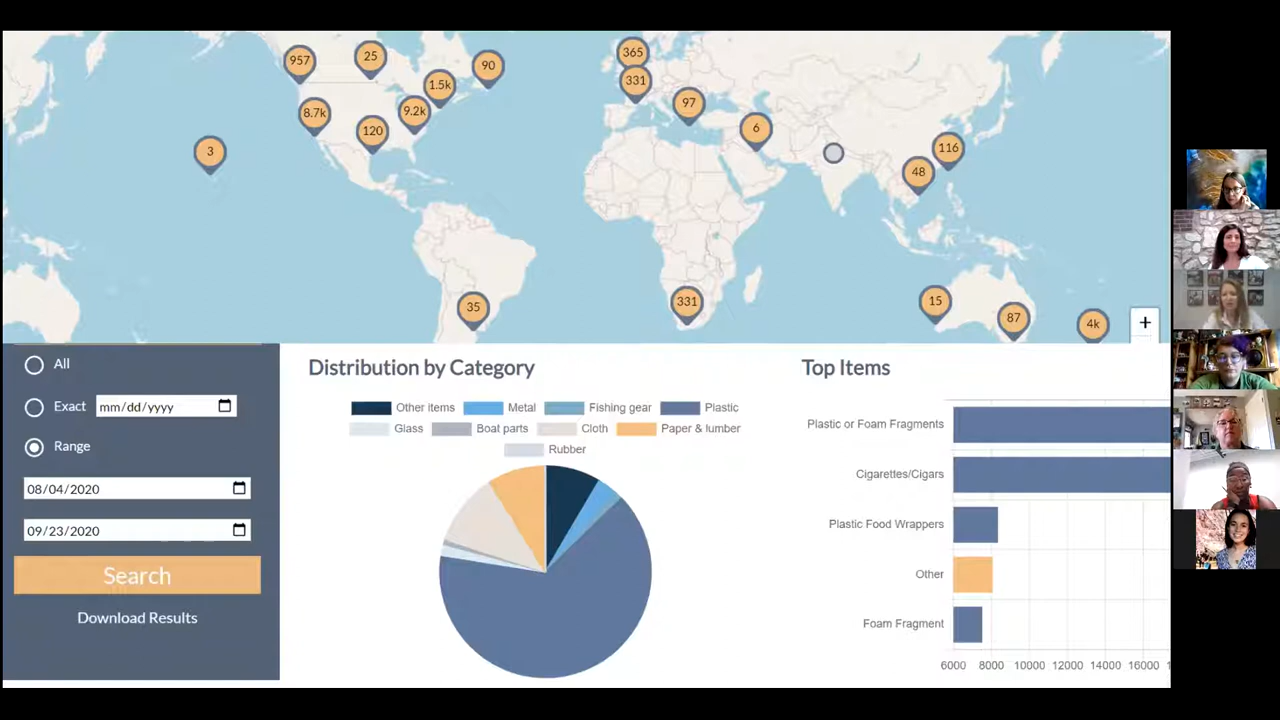 957
25
90
1.5k
8.7k
9.2k
120
3
365
331
97
6
116
48
35
331
15
87
4k
+
All
Exact mm/dd/yyyy
Range
08/04/2020
09/23/2020
Search
Download Results
Distribution by Category
Other items Metal Fishing gear Plastic
Glass Boat parts Cloth Paper & lumber
Rubber
Top Items
Plastic or Foam Fragments
Cigarettes/Cigars
Plastic Food Wrappers
Other
Foam Fragment
6000 8000 10000 12000 14000 16000